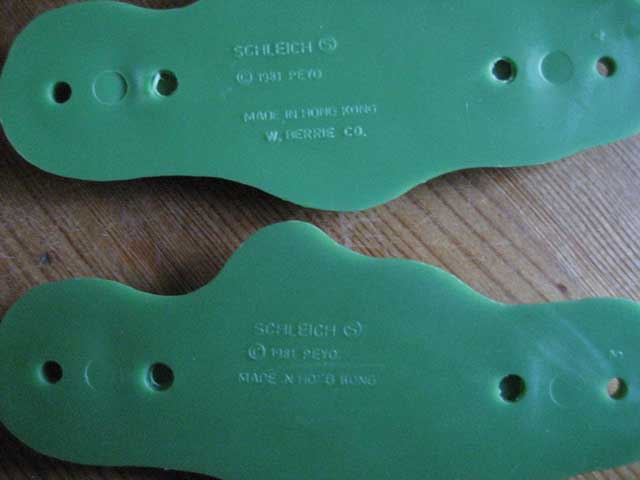 SCHLEICH Ⓢ
© 1981 PEYO
MADE IN HONG KONG
W. BERRIE CO.
SCHLEICH Ⓢ
© 1981 PEYO
MADE IN HONG KONG